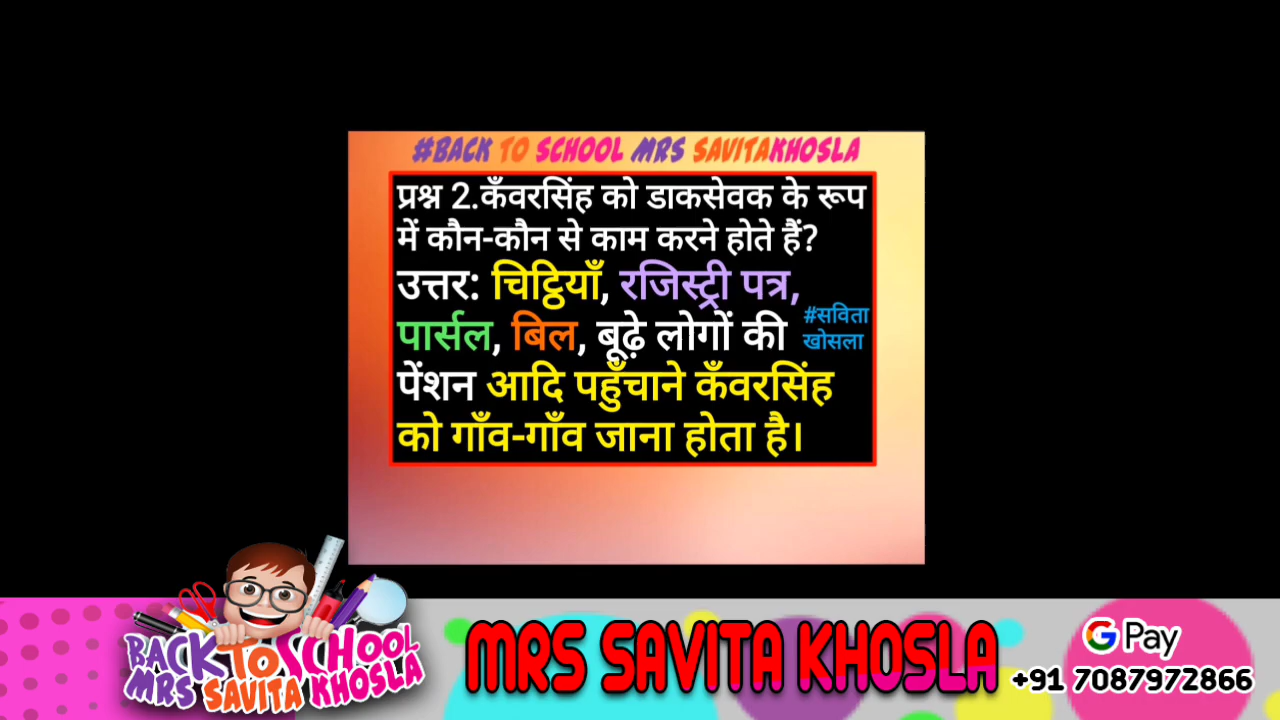 #BACK TO SCHOOL MRS SAVITAKHOSLA
प्रश्न 2.कँवरसिंह को डाकसेवक के रूप
में कौन-कौन से काम करने होते हैं?
उत्तर: चिट्ठियाँ, रजिस्ट्री पत्र,
पार्सल, बिल, बूढ़े लोगों की
#सविता
खोसला
पेंशन आदि पहुँचाने कँवरसिंह
को गाँव-गाँव जाना होता है।
BACK TO SCHOOL
MRS SAVITA KHOSLA
MRS SAVITA KHOSLA
G Pay
+91 7087972866